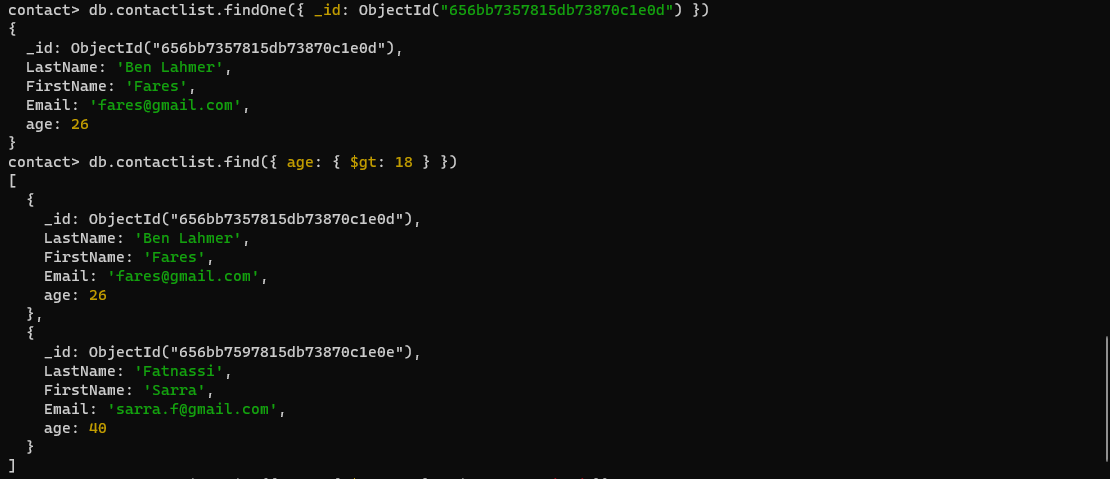 contact> db.contactlist.findOne({ _id: ObjectId("656bb7357815db73870c1e0d") })
{
  _id: ObjectId("656bb7357815db73870c1e0d"),
  LastName: 'Ben Lahmer',
  FirstName: 'Fares',
  Email: 'fares@gmail.com',
  age: 26
}
contact> db.contactlist.find({ age: { $gt: 18 } })
[
  {
    _id: ObjectId("656bb7357815db73870c1e0d"),
    LastName: 'Ben Lahmer',
    FirstName: 'Fares',
    Email: 'fares@gmail.com',
    age: 26
  },
  {
    _id: ObjectId("656bb7597815db73870c1e0e"),
    LastName: 'Fatnassi',
    FirstName: 'Sarra',
    Email: 'sarra.f@gmail.com',
    age: 40
  }
]